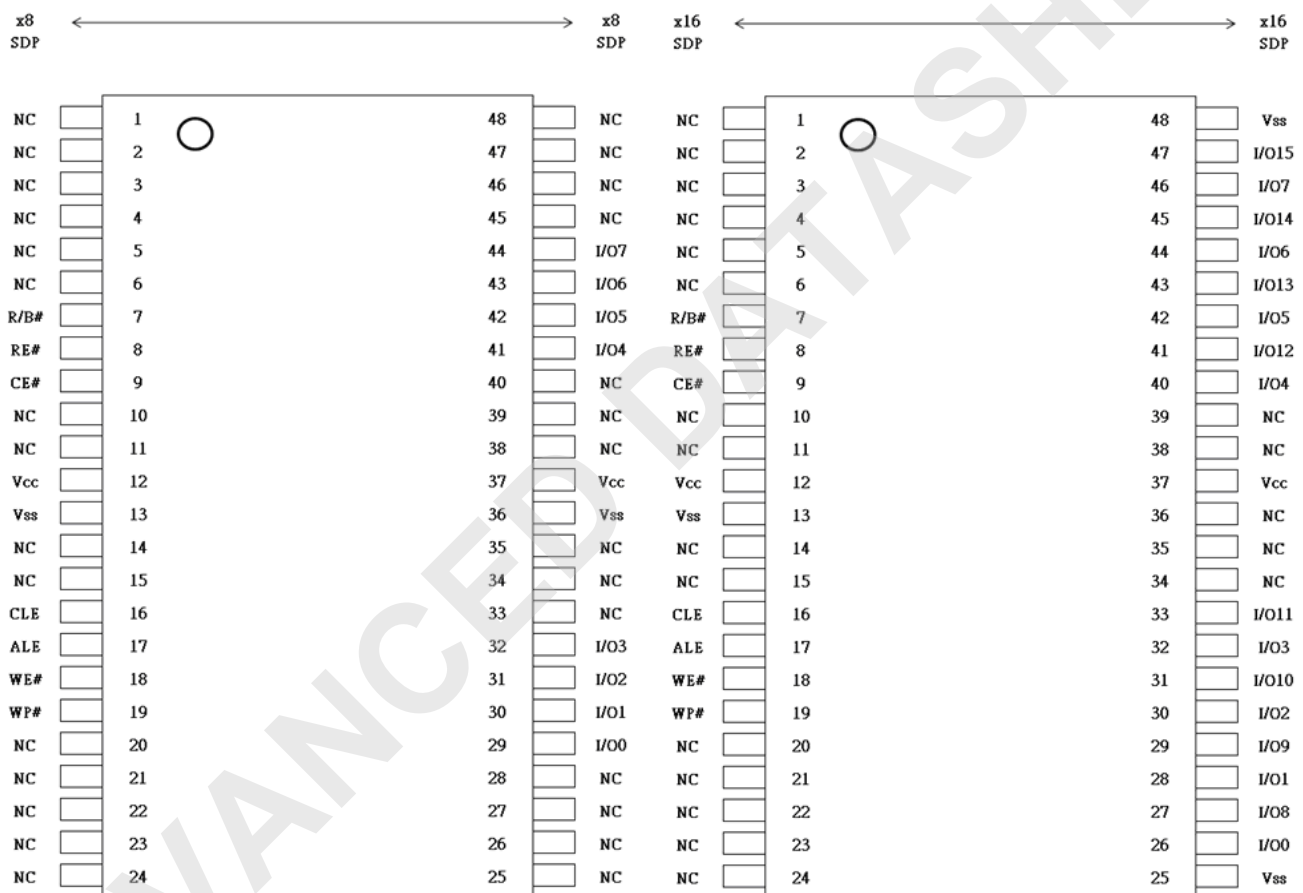 x8 x8 x16 x16
SDP SDP SDP SDP
NC 1 48 NC NC 1 48 Vss
NC 2 47 NC NC 2 47 I/O15
NC 3 46 NC NC 3 46 I/O7
NC 4 45 NC NC 4 45 I/O14
NC 5 44 I/O7 NC 5 44 I/O6
NC 6 43 I/O6 NC 6 43 I/O13
R/B# 7 42 I/O5 R/B# 7 42 I/O5
RE# 8 41 I/O4 RE# 8 41 I/O12
CE# 9 40 NC CE# 9 40 I/O4
NC 10 39 NC NC 10 39 NC
NC 11 38 NC NC 11 38 NC
Vcc 12 37 Vcc Vcc 12 37 Vcc
Vss 13 36 Vss Vss 13 36 NC
NC 14 35 NC NC 14 35 NC
NC 15 34 NC NC 15 34 NC
CLE 16 33 NC CLE 16 33 I/O11
ALE 17 32 I/O3 ALE 17 32 I/O3
WE# 18 31 I/O2 WE# 18 31 I/O10
WP# 19 30 I/O1 WP# 19 30 I/O2
NC 20 29 I/O0 NC 20 29 I/O9
NC 21 28 NC NC 21 28 I/O1
NC 22 27 NC NC 22 27 I/O8
NC 23 26 NC NC 23 26 I/O0
NC 24 25 NC NC 24 25 Vss
VANCED DATASH